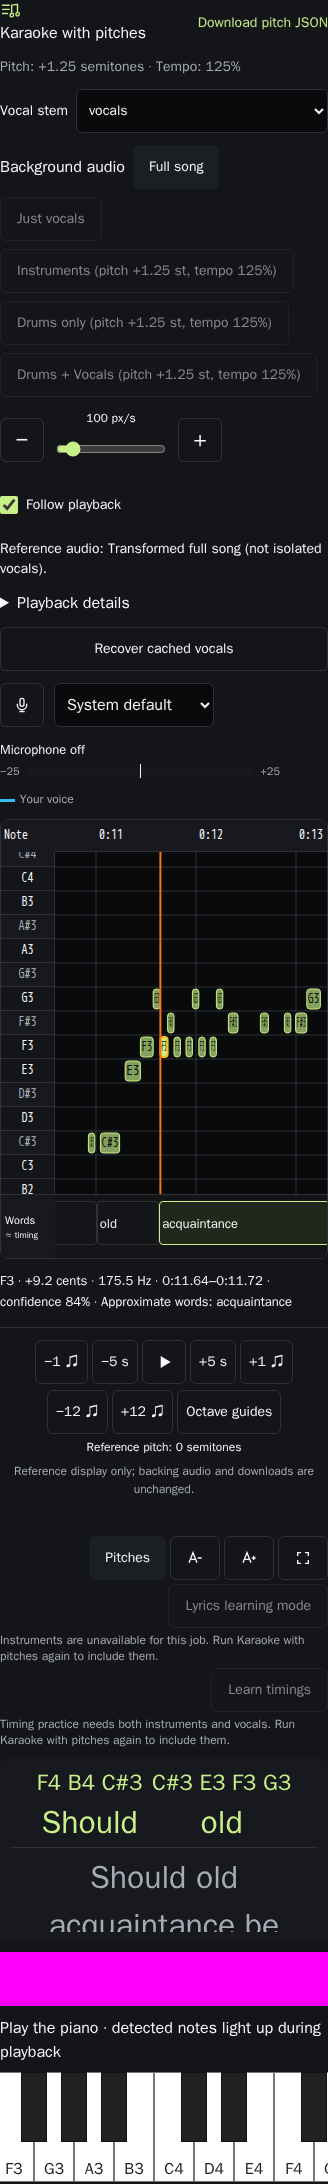 Karaoke with pitches
Download pitch JSON
Pitch: +1.25 semitones · Tempo: 125%
Vocal stem
vocals
Background audio
Full song
Just vocals
Instruments (pitch +1.25 st, tempo 125%)
Drums only (pitch +1.25 st, tempo 125%)
Drums + Vocals (pitch +1.25 st, tempo 125%)
100 px/s
−
+
Follow playback
Reference audio: Transformed full song (not isolated
vocals).
Playback details
Recover cached vocals
System default
Microphone off
−25
+25
Your voice
Note
0:11
0:12
0:13
C#4
C4
B3
A#3
A3
G#3
G3
G3
F#3
F#3
F#3
F3
F3
F3
E3
E3
D#3
D3
C#3
C#3
C3
B2
Words
≈ timing
old
acquaintance
F3 · +9.2 cents · 175.5 Hz · 0:11.64–0:11.72 ·
confidence 84% · Approximate words: acquaintance
−1 ♫
−5 s
+5 s
+1 ♫
−12 ♫
+12 ♫
Octave guides
Reference pitch: 0 semitones
Reference display only; backing audio and downloads are
unchanged.
Pitches
A-
A+
Lyrics learning mode
Instruments are unavailable for this job. Run Karaoke with
pitches again to include them.
Learn timings
Timing practice needs both instruments and vocals. Run
Karaoke with pitches again to include them.
F4 B4 C#3 C#3 E3 F3 G3
Should old
Should old
acquaintance be
Play the piano · detected notes light up during
playback
F3 G3 A3 B3 C4 D4 E4 F4